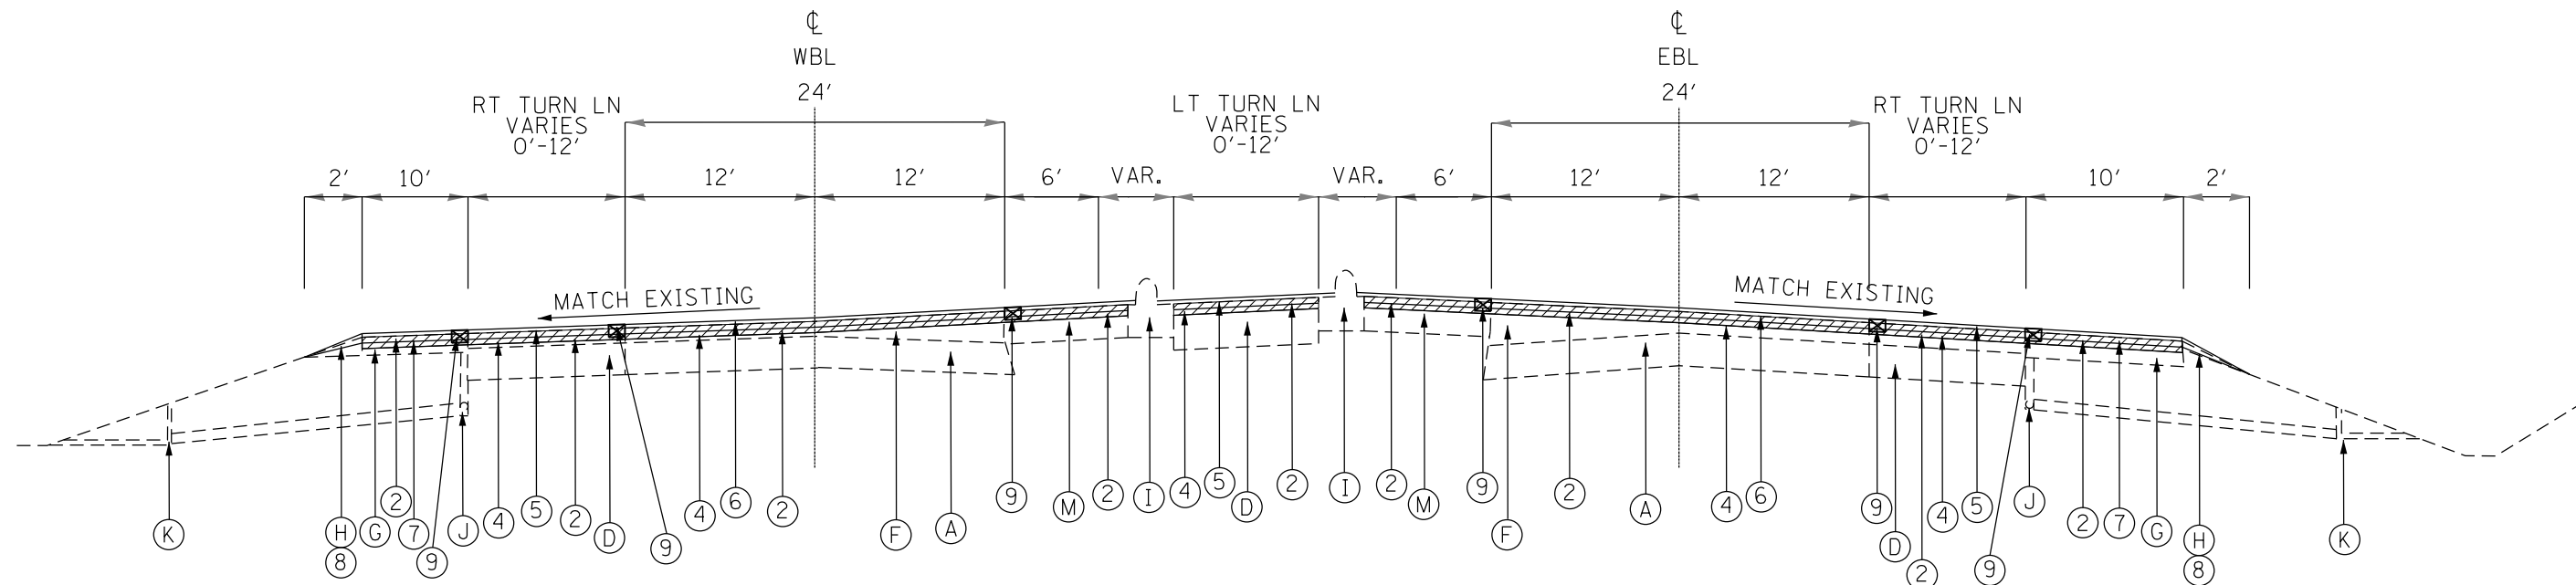 ℄ ℄
WBL EBL
24' 24'
RT TURN LN LT TURN LN RT TURN LN
VARIES VARIES VARIES
0'-12' 0'-12' 0'-12'
2' 10' 12' 12' 6' VAR. VAR. 6' 12' 12' 10' 2'
MATCH EXISTING MATCH EXISTING
K H 8 G 2 7 9 J 4 5 2 D 9 4 6 2 F A 9 M 2 I 4 5 D 2 I 2 M 9 F 2 A 4 6 9 D 2 4 5 9 J 2 7 G H 8 K